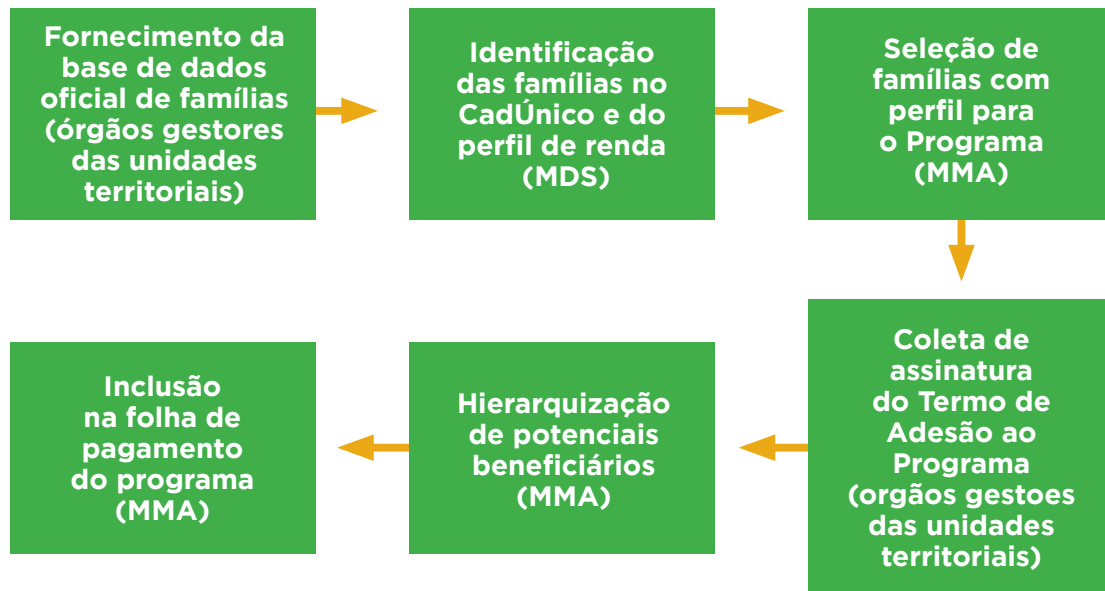 Fornecimento da
base de dados
oficial de famílias
(órgãos gestores
das unidades
territoriais)
Identificação
das famílias no
CadÚnico e do
perfil de renda
(MDS)
Seleção de
famílias com
perfil para
o Programa
(MMA)
Coleta de
assinatura
do Termo de
Adesão ao
Programa
(orgãos gestoes
das unidades
territoriais)
Hierarquização
de potenciais
beneficiários
(MMA)
Inclusão
na folha de
pagamento
do programa
(MMA)